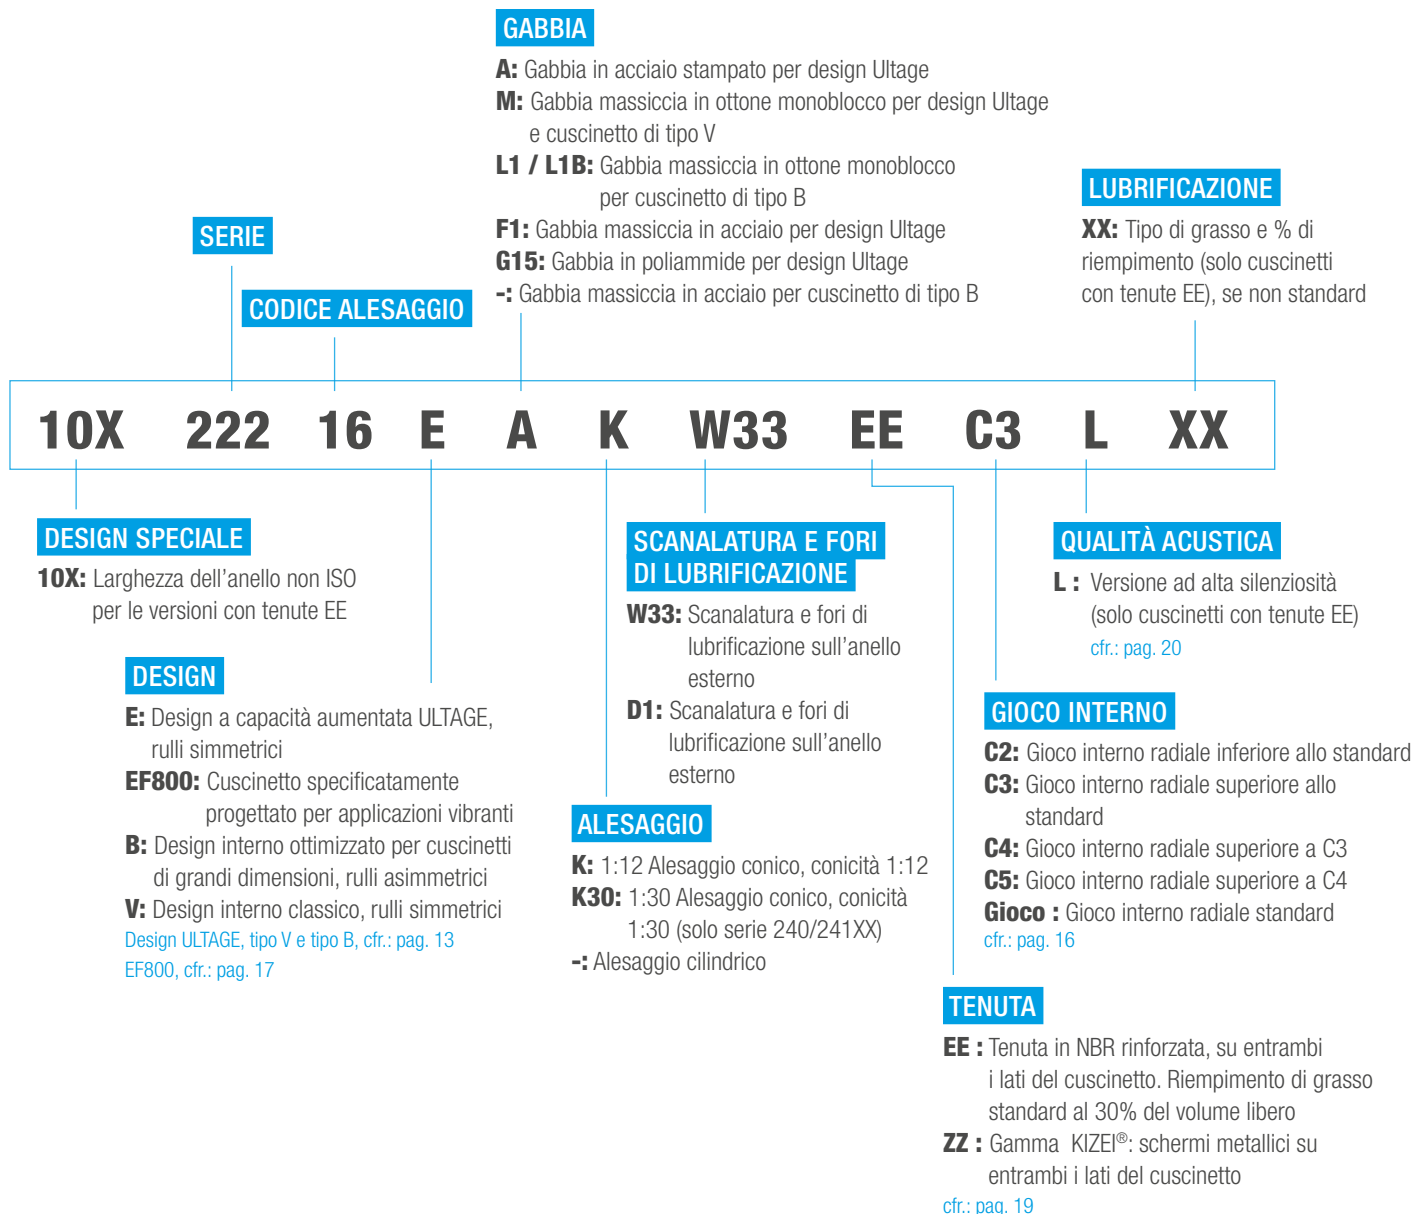 GABBIA
A: Gabbia in acciaio stampato per design Ultage
M: Gabbia massiccia in ottone monoblocco per design Ultage
e cuscinetto di tipo V
L1 / L1B: Gabbia massiccia in ottone monoblocco
per cuscinetto di tipo B
F1: Gabbia massiccia in acciaio per design Ultage
G15: Gabbia in poliammide per design Ultage
-: Gabbia massiccia in acciaio per cuscinetto di tipo B
LUBRIFICAZIONE
XX: Tipo di grasso e % di
riempimento (solo cuscinetti
con tenute EE), se non standard
SERIE
CODICE ALESAGGIO
10X 222 16 E A K W33 EE C3 L XX
DESIGN SPECIALE
10X: Larghezza dell'anello non ISO
per le versioni con tenute EE
DESIGN
E: Design a capacità aumentata ULTAGE,
rulli simmetrici
EF800: Cuscinetto specificatamente
progettato per applicazioni vibranti
B: Design interno ottimizzato per cuscinetti
di grandi dimensioni, rulli asimmetrici
V: Design interno classico, rulli simmetrici
Design ULTAGE, tipo V e tipo B, cfr.: pag. 13
EF800, cfr.: pag. 17
SCANALATURA E FORI
DI LUBRIFICAZIONE
W33: Scanalatura e fori di
lubrificazione sull'anello
esterno
D1: Scanalatura e fori di
lubrificazione sull'anello
esterno
ALESAGGIO
K: 1:12 Alesaggio conico, conicità 1:12
K30: 1:30 Alesaggio conico, conicità
1:30 (solo serie 240/241XX)
-: Alesaggio cilindrico
QUALITÀ ACUSTICA
L : Versione ad alta silenziosità
(solo cuscinetti con tenute EE)
cfr.: pag. 20
GIOCO INTERNO
C2: Gioco interno radiale inferiore allo standard
C3: Gioco interno radiale superiore allo
standard
C4: Gioco interno radiale superiore a C3
C5: Gioco interno radiale superiore a C4
Gioco : Gioco interno radiale standard
cfr.: pag. 16
TENUTA
EE : Tenuta in NBR rinforzata, su entrambi
i lati del cuscinetto. Riempimento di grasso
standard al 30% del volume libero
ZZ : Gamma KIZEI®: schermi metallici su
entrambi i lati del cuscinetto
cfr.: pag. 19